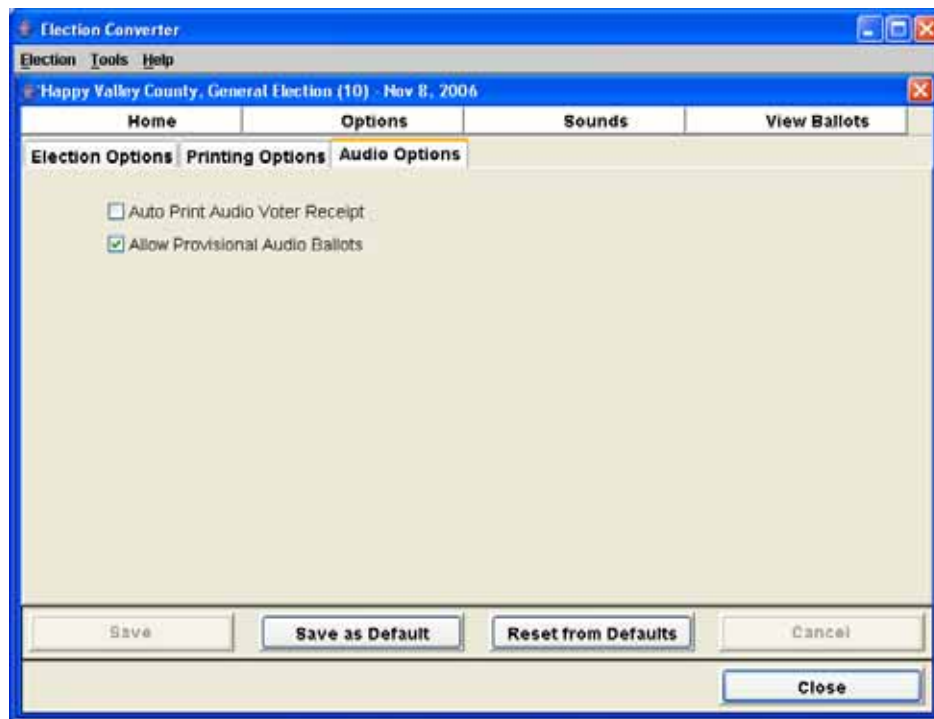 Election Converter
Election Tools Help
Happy Valley County, General Election (10) - Nov 8, 2006
Home Options Sounds View Ballots
Election Options Printing Options Audio Options
Auto Print Audio Voter Receipt
Allow Provisional Audio Ballots
Save Save as Default Reset from Defaults Cancel
Close